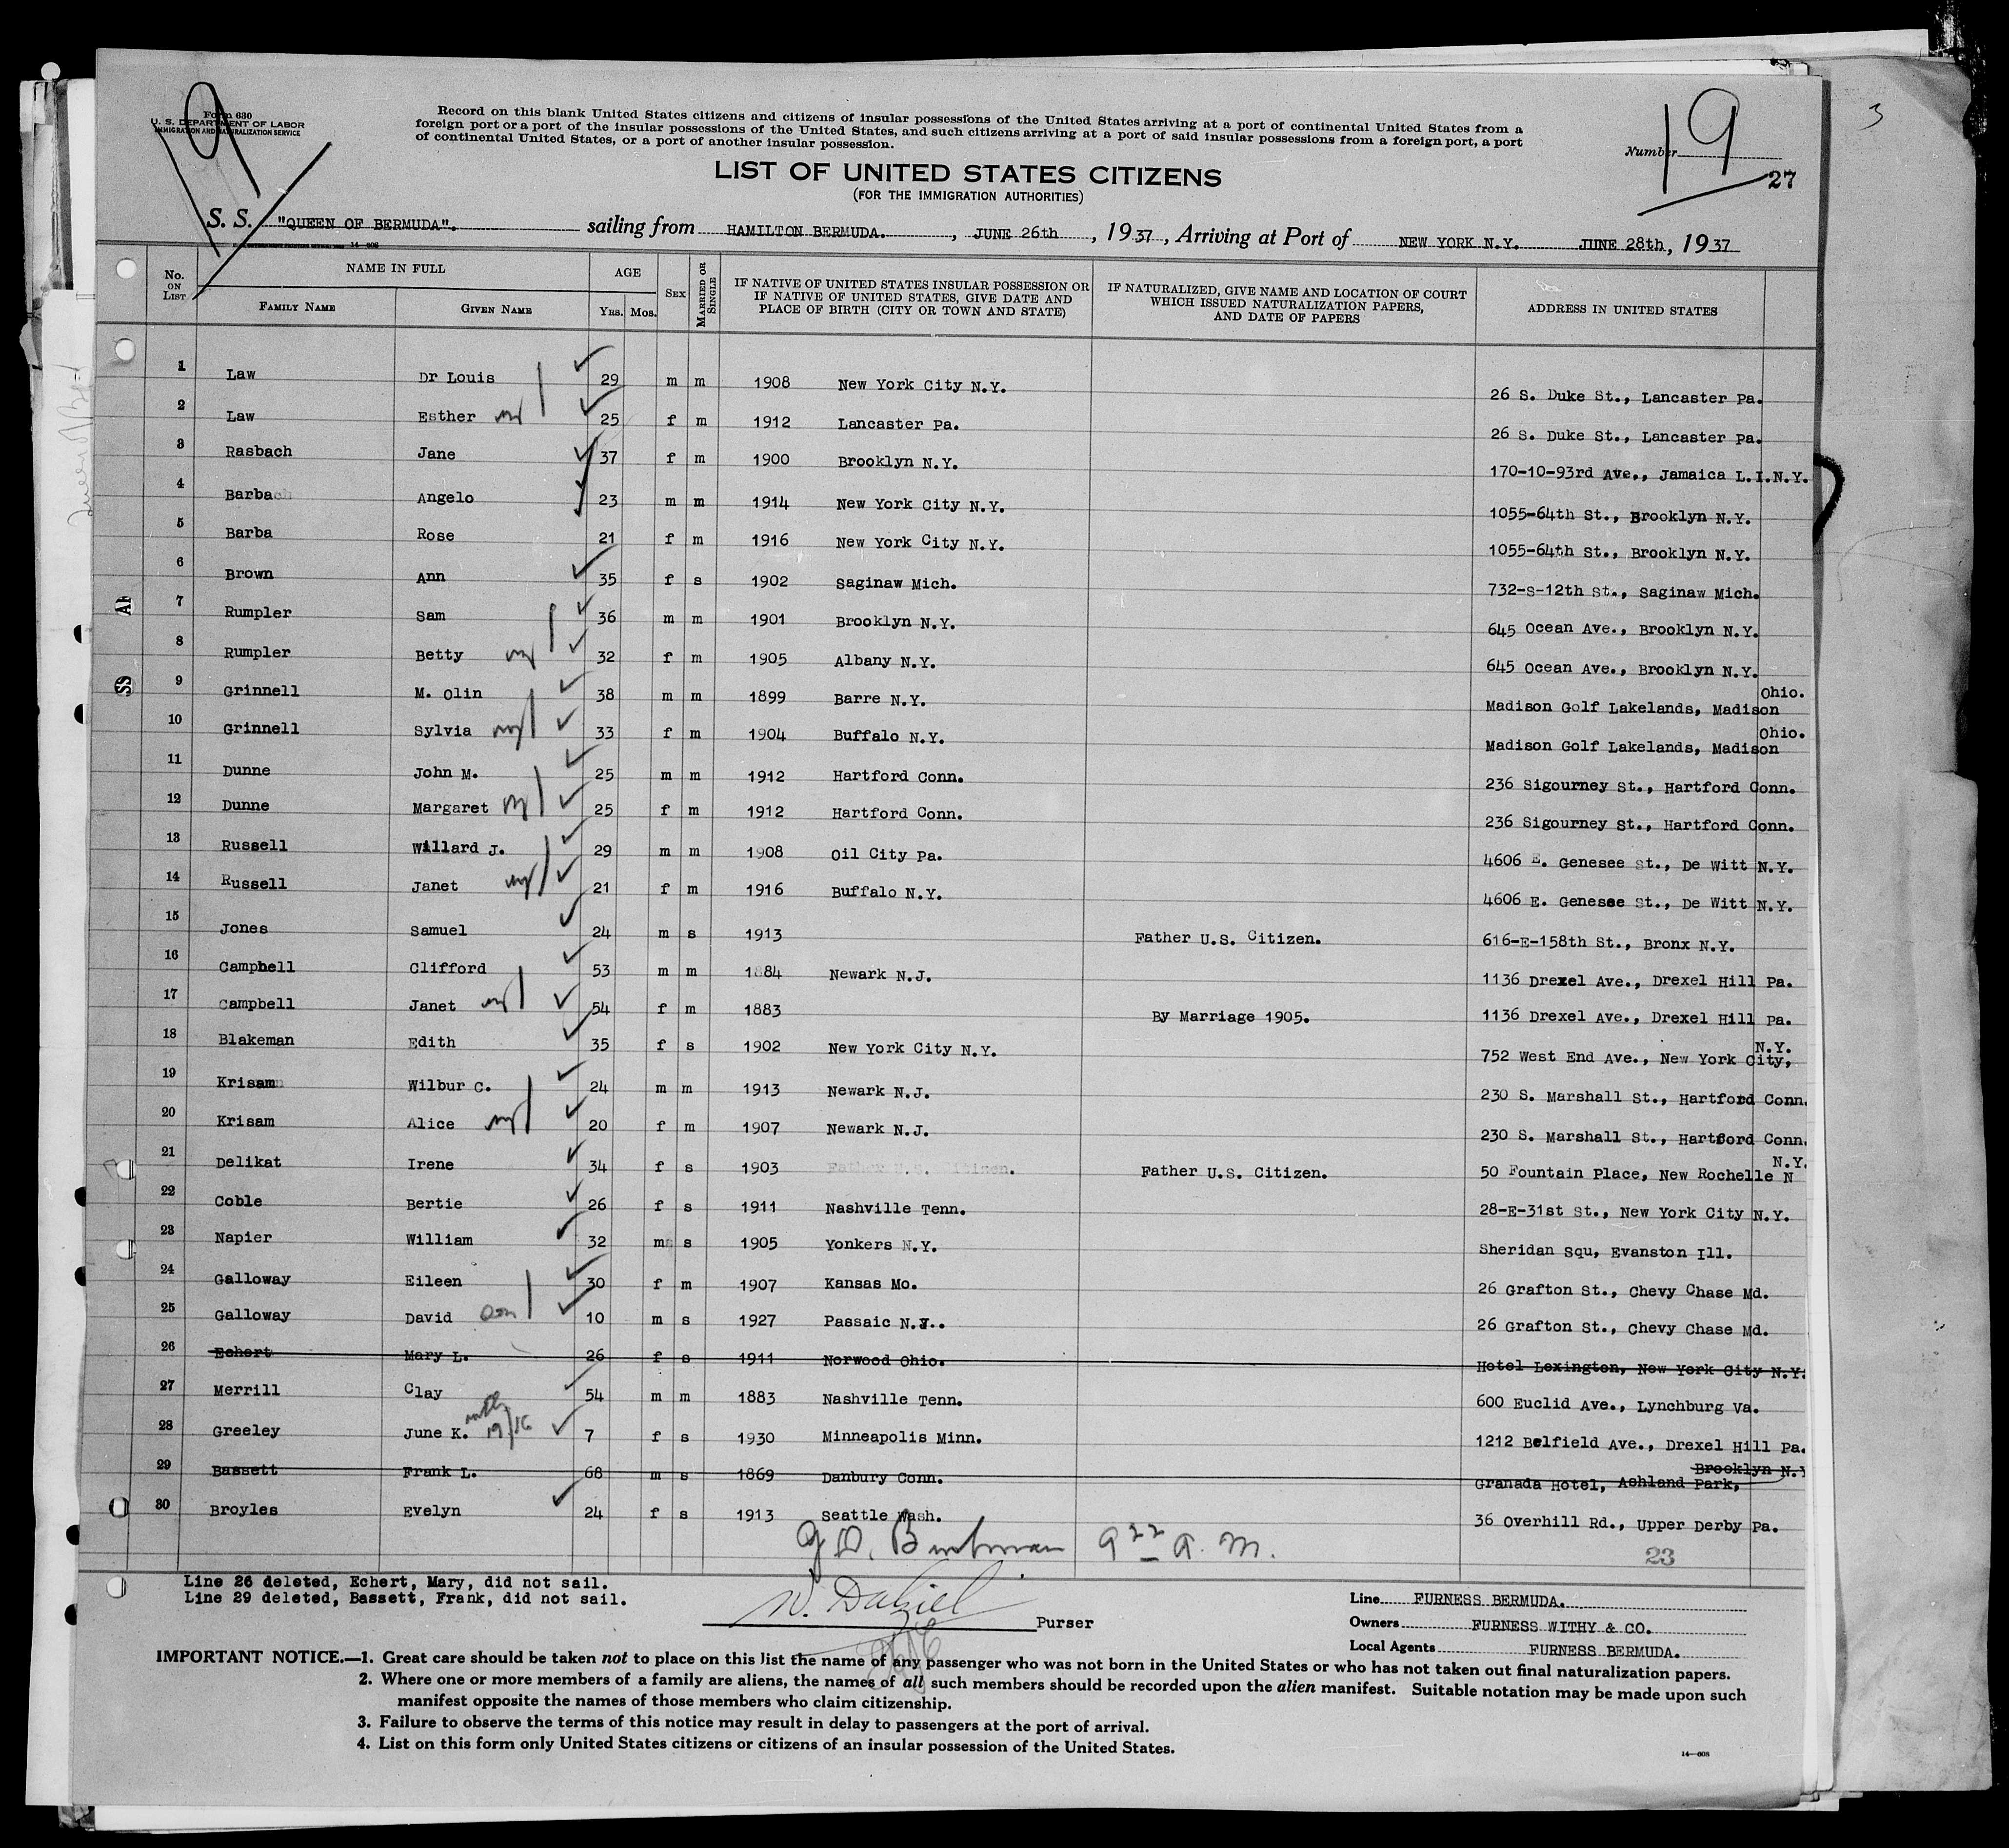 9
Form 630
U. S. DEPARTMENT OF LABOR
IMMIGRATION AND NATURALIZATION SERVICE
Record on this blank United States citizens and citizens of insular possessions of the United States arriving at a port of continental United States from a
foreign port or a port of the insular possessions of the United States, and such citizens arriving at a port of said insular possessions from a foreign port, a port
of continental United States, or a port of another insular possession.
Number 19
27
3
LIST OF UNITED STATES CITIZENS
(FOR THE IMMIGRATION AUTHORITIES)
S. S. "QUEEN OF BERMUDA". sailing from HAMILTON BERMUDA. , JUNE 26th , 1937 , Arriving at Port of NEW YORK N.Y. JUNE 28th, 1937
14-608
No. ON LIST NAME IN FULL FAMILY NAME GIVEN NAME AGE YRS. MOS. SEX MARRIED OR SINGLE IF NATIVE OF UNITED STATES INSULAR POSSESSION OR IF NATIVE OF UNITED STATES, GIVE DATE AND PLACE OF BIRTH (CITY OR TOWN AND STATE) IF NATURALIZED, GIVE NAME AND LOCATION OF COURT WHICH ISSUED NATURALIZATION PAPERS, AND DATE OF PAPERS ADDRESS IN UNITED STATES
1 Law Dr Louis 29 m m 1908 New York City N.Y. 26 S. Duke St., Lancaster Pa.
2 Law Esther 25 f m 1912 Lancaster Pa. 26 S. Duke St., Lancaster Pa.
3 Rasbach Jane 37 f m 1900 Brooklyn N.Y. 170-10-93rd Ave., Jamaica L.I.N.Y.
4 Barba Angelo 23 m m 1914 New York City N.Y. 1055-64th St., Brooklyn N.Y.
5 Barba Rose 21 f m 1916 New York City N.Y. 1055-64th St., Brooklyn N.Y.
6 Brown Ann 35 f s 1902 Saginaw Mich. 732-S-12th St., Saginaw Mich.
7 Rumpler Sam 36 m m 1901 Brooklyn N.Y. 645 Ocean Ave., Brooklyn N.Y.
8 Rumpler Betty 32 f m 1905 Albany N.Y. 645 Ocean Ave., Brooklyn N.Y.
9 Grinnell M. Olin 38 m m 1899 Barre N.Y. Madison Golf Lakelands, Madison Ohio.
10 Grinnell Sylvia 33 f m 1904 Buffalo N.Y. Madison Golf Lakelands, Madison Ohio.
11 Dunne John M. 25 m m 1912 Hartford Conn. 236 Sigourney St., Hartford Conn.
12 Dunne Margaret 25 f m 1912 Hartford Conn. 236 Sigourney St., Hartford Conn.
13 Russell Willard J. 29 m m 1908 Oil City Pa. 4606 E. Genesee St., De Witt N.Y.
14 Russell Janet 21 f m 1916 Buffalo N.Y. 4606 E. Genesee St., De Witt N.Y.
15 Jones Samuel 24 m s 1913 Father U.S. Citizen. 616-E-158th St., Bronx N.Y.
16 Campbell Clifford 53 m m 1884 Newark N.J. 1136 Drexel Ave., Drexel Hill Pa.
17 Campbell Janet 54 f m 1883 By Marriage 1905. 1136 Drexel Ave., Drexel Hill Pa.
18 Blakeman Edith 35 f s 1902 New York City N.Y. 752 West End Ave., New York City, N.Y.
19 Krisam Wilbur C. 24 m m 1913 Newark N.J. 230 S. Marshall St., Hartford Conn.
20 Krisam Alice 20 f m 1907 Newark N.J. 230 S. Marshall St., Hartford Conn.
21 Delikat Irene 34 f s 1903 Father U.S. Citizen. 50 Fountain Place, New Rochelle N N.Y.
22 Coble Bertie 26 f s 1911 Nashville Tenn. 28-E-31st St., New York City N.Y.
23 Napier William 32 m s 1905 Yonkers N.Y. Sheridan Squ, Evanston Ill.
24 Galloway Eileen 30 f m 1907 Kansas Mo. 26 Grafton St., Chevy Chase Md.
25 Galloway David son 10 m s 1927 Passaic N.J.. 26 Grafton St., Chevy Chase Md.
26 Echert Mary L. 26 f s 1911 Norwood Ohio. Hotel Lexington, New York City N.Y.
27 Merrill Clay 54 m m 1883 Nashville Tenn. 600 Euclid Ave., Lynchburg Va.
28 Greeley June K. 19/16 7 f s 1930 Minneapolis Minn. 1212 Belfield Ave., Drexel Hill Pa.
29 Bassett Frank L. 68 m s 1869 Danbury Conn. Granada Hotel, Ashland Park, Brooklyn N.Y
30 Broyles Evelyn 24 f s 1913 Seattle Wash. 36 Overhill Rd., Upper Derby Pa.
9 22 A. M.
23
Line 26 deleted, Echert, Mary, did not sail.
Line 29 deleted, Bassett, Frank, did not sail.
W. Dalziel Purser
Line FURNESS BERMUDA.
Owners FURNESS WITHY & CO.
Local Agents FURNESS BERMUDA.
IMPORTANT NOTICE.—1. Great care should be taken not to place on this list the name of any passenger who was not born in the United States or who has not taken out final naturalization papers.
2. Where one or more members of a family are aliens, the names of all such members should be recorded upon the alien manifest. Suitable notation may be made upon such
manifest opposite the names of those members who claim citizenship.
3. Failure to observe the terms of this notice may result in delay to passengers at the port of arrival.
4. List on this form only United States citizens or citizens of an insular possession of the United States.
14-608